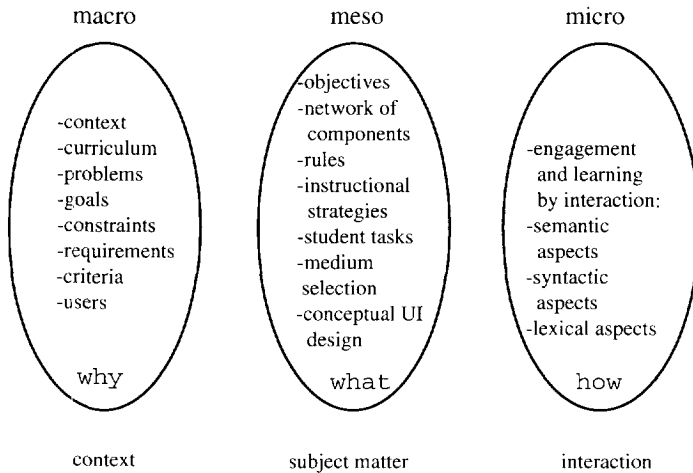 macro
-context
-curriculum
-problems
-goals
-constraints
-requirements
-criteria
-users
why
context
meso
-objectives
-network of
components
-rules
-instructional
strategies
-student tasks
-medium
selection
-conceptual UI
design
what
subject matter
micro
-engagement
and learning
by interaction:
-semantic
aspects
-syntactic
aspects
-lexical aspects
how
interaction